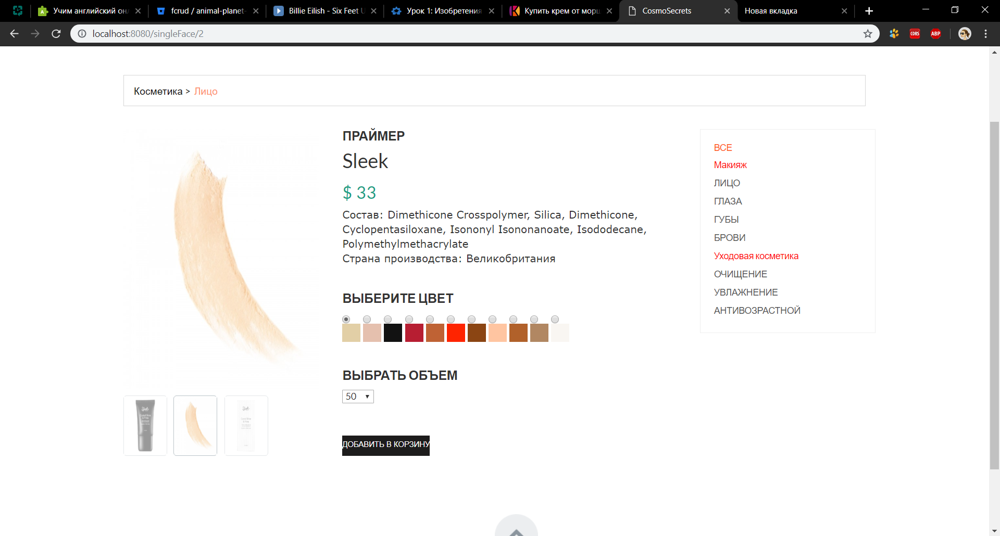 Учим английский он
fcrud / animal-planet-
Billie Eilish - Six Feet U
Урок 1: Изобретения
Купить крем от морщ
CosmoSecrets
Новая вкладка
localhost:8080/singleFace/2
CORS
ABP
Косметика > Лицо
ПРАЙМЕР
Sleek
$ 33
Состав: Dimethicone Crosspolymer, Silica, Dimethicone,
Cyclopentasiloxane, Isononyl Isononanoate, Isododecane,
Polymethylmethacrylate
Страна производства: Великобритания
ВЫБЕРИТЕ ЦВЕТ
ВЫБРАТЬ ОБЪЕМ
50
ДОБАВИТЬ В КОРЗИНУ
ВСЕ
Макияж
ЛИЦО
ГЛАЗА
ГУБЫ
БРОВИ
Уходовая косметика
ОЧИЩЕНИЕ
УВЛАЖНЕНИЕ
АНТИВОЗРАСТНОЙ